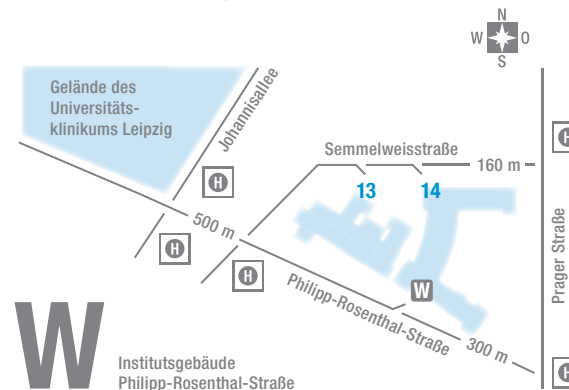 N
W O
S
Gelände des
Universitäts-
klinikums Leipzig
Johannisallee
H
Semmelweisstraße
160 m
13 14
H
500 m
H
H
Prager Straße
W
Philipp-Rosenthal-Straße
300 m
H
W
Institutsgebäude
Philipp-Rosenthal-Straße